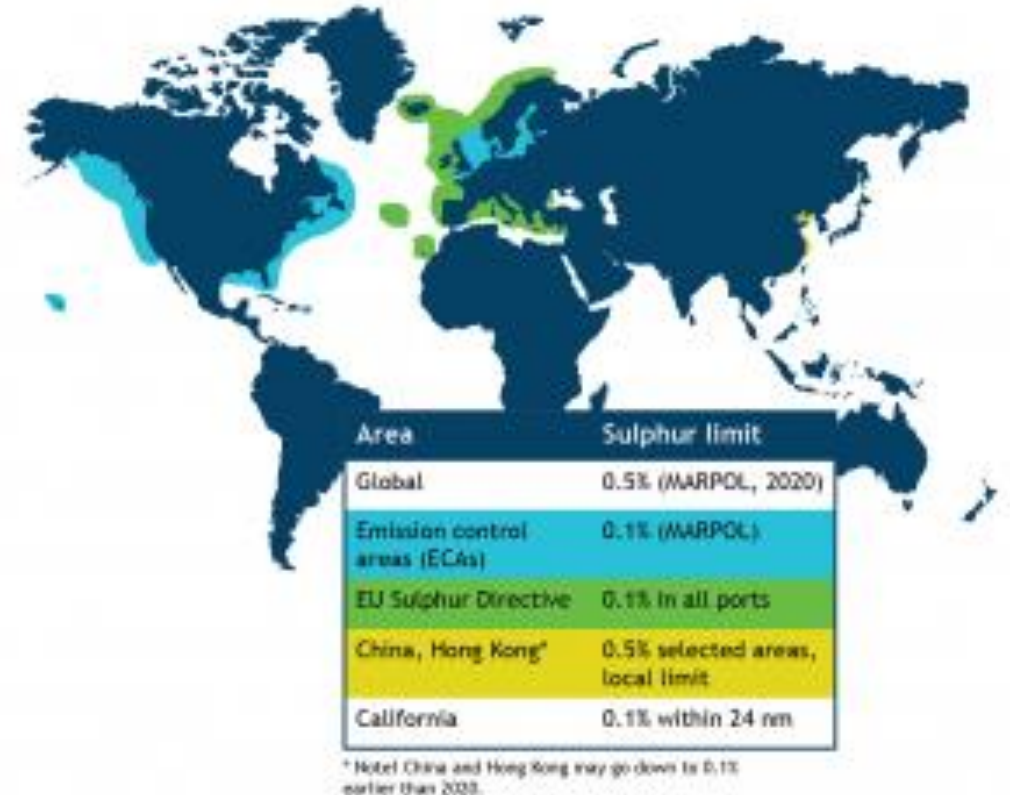 Area Sulphur limit
Global 0.5% (MARPOL, 2020)
Emission control 0.1% (MARPOL)
areas (ECAs)
EU Sulphur Directive 0.1% in all ports
China, Hong Kong* 0.5% selected areas,
local limit
California 0.1% within 24 nm
* Note! China and Hong Kong may go down to 0.1%
earlier than 2020.